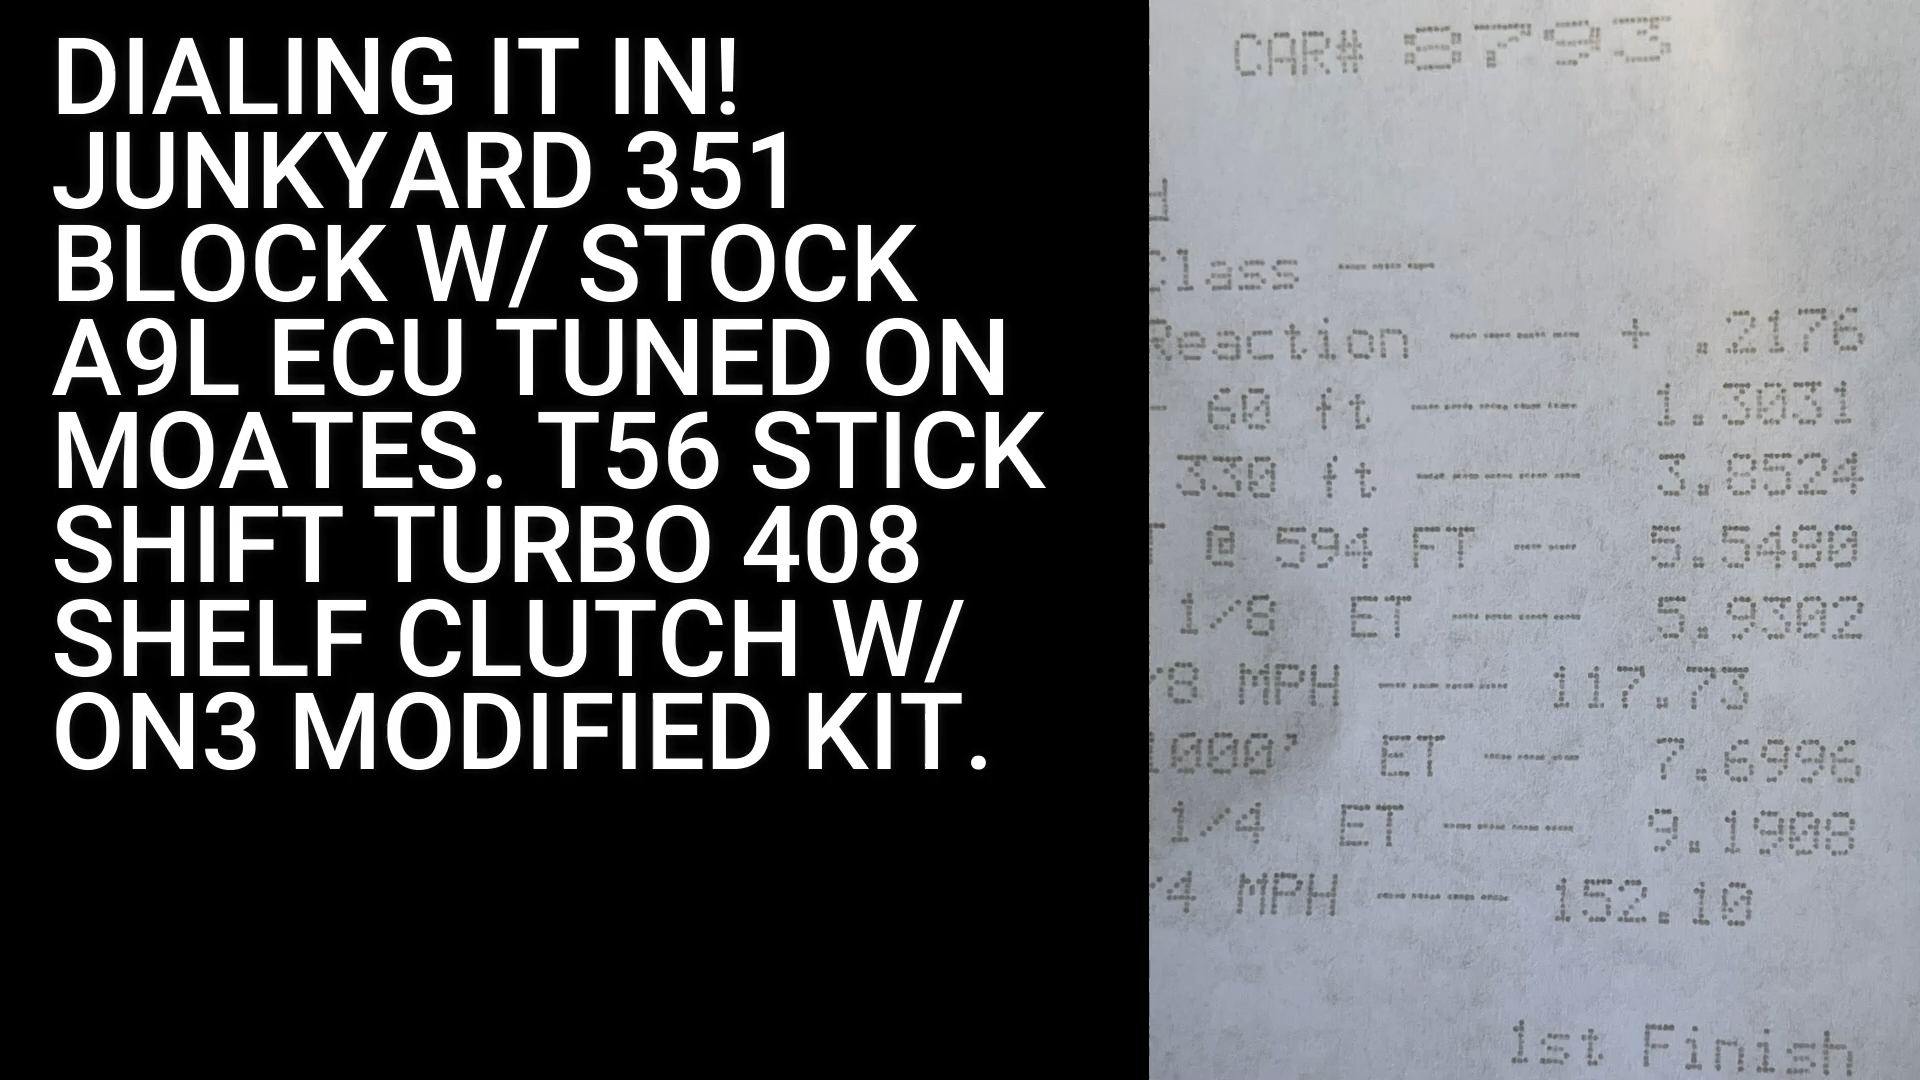 DIALING IT IN!
JUNKYARD 351
BLOCK W/ STOCK
A9L ECU TUNED ON
MOATES. T56 STICK
SHIFT TURBO 408
SHELF CLUTCH W/
ON3 MODIFIED KIT.
CAR# 8793
Class ---
Reaction ---- + .2176
- 60 ft ----- 1.3031
330 ft ----- 3.8524
T @ 594 FT -- 5.5480
1/8 ET ---- 5.9302
/8 MPH ---- 117.73
1000' ET --- 7.6996
1/4 ET ---- 9.1908
/4 MPH ---- 152.10
1st Finish